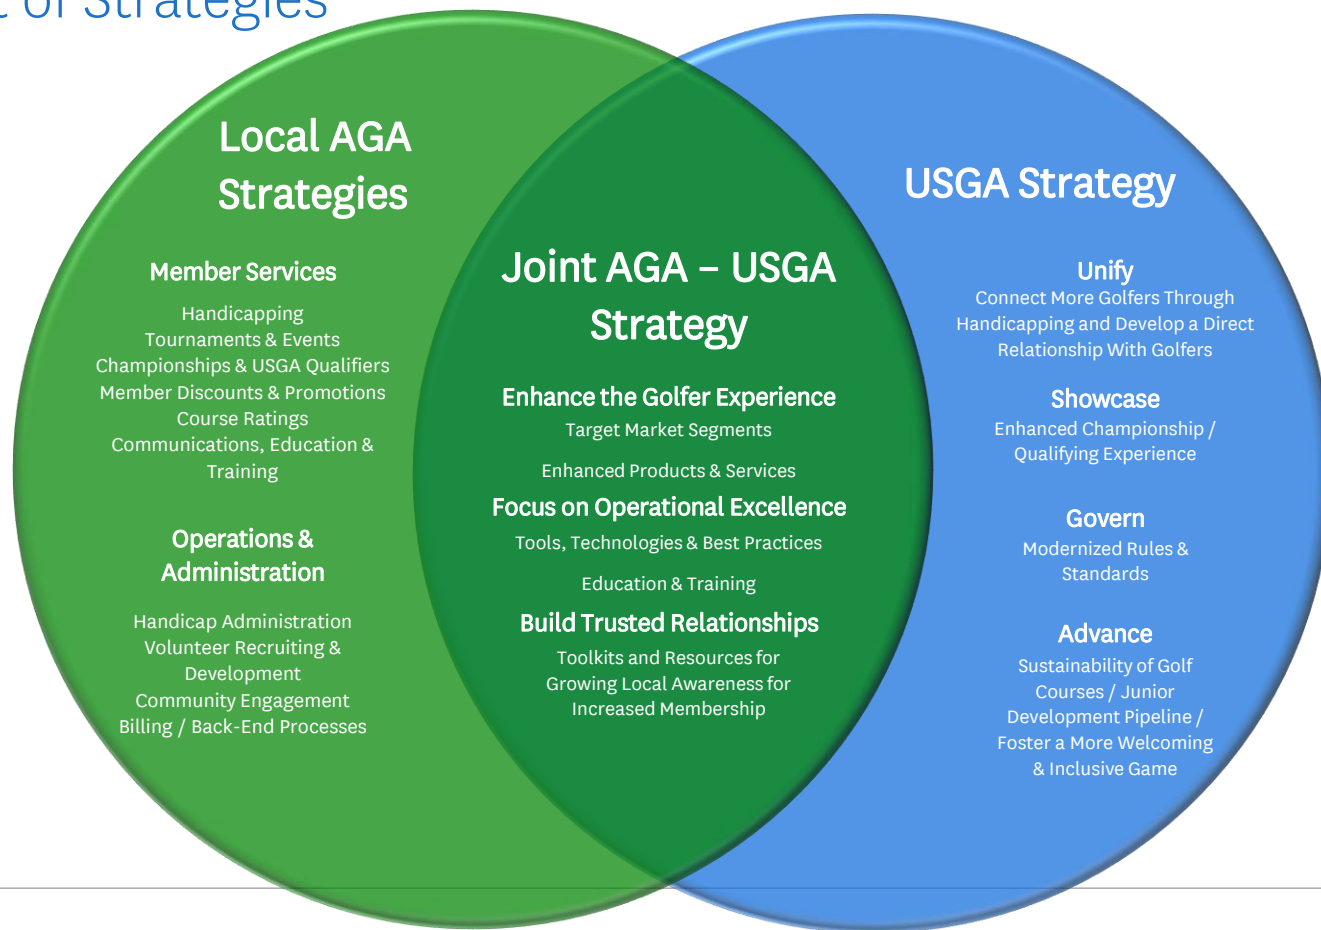 of Strategies
Local AGA
Strategies
Member Services
Handicapping
Tournaments & Events
Championships & USGA Qualifiers
Member Discounts & Promotions
Course Ratings
Communications, Education &
Training
Operations &
Administration
Handicap Administration
Volunteer Recruiting &
Development
Community Engagement
Billing / Back-End Processes
Joint AGA – USGA
Strategy
Enhance the Golfer Experience
Target Market Segments
Enhanced Products & Services
Focus on Operational Excellence
Tools, Technologies & Best Practices
Education & Training
Build Trusted Relationships
Toolkits and Resources for
Growing Local Awareness for
Increased Membership
USGA Strategy
Unify
Connect More Golfers Through
Handicapping and Develop a Direct
Relationship With Golfers
Showcase
Enhanced Championship /
Qualifying Experience
Govern
Modernized Rules &
Standards
Advance
Sustainability of Golf
Courses / Junior
Development Pipeline /
Foster a More Welcoming
& Inclusive Game